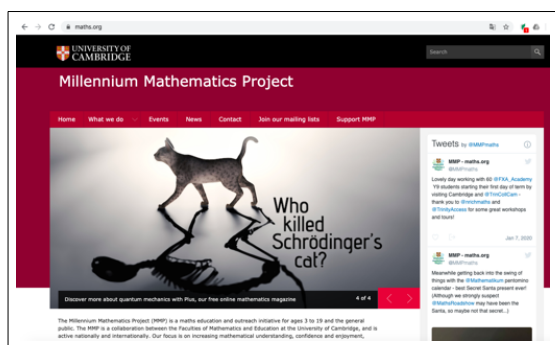 maths.org
UNIVERSITY OF
CAMBRIDGE
Search
Millennium Mathematics Project
Home What we do Events News Contact Join our mailing lists Support MMP
Who
killed
Schrödinger's
cat?
Discover more about quantum mechanics with Plus, our free online mathematics magazine
4 of 4
The Millennium Mathematics Project (MMP) is a maths education and outreach initiative for ages 3 to 19 and the general
public. The MMP is a collaboration between the Faculties of Mathematics and Education at the University of Cambridge, and is
active nationally and internationally. Our focus is on increasing mathematical understanding, confidence and enjoyment,
Tweets by @MMPmaths
MMP - maths.org
@MMPmaths
Lovely day working with 60 @FXA_Academy
Y9 students starting their first day of term by
visiting Cambridge and @TrinCollCam -
thank you to @nrichmaths and
@TrinityAccess for some great workshops
and tours!
Jan 7, 2020
MMP - maths.org
@MMPmaths
Meanwhile getting back into the swing of
things with the @Mathematikum pentomino
calendar - best Secret Santa present ever!
(Although we strongly suspect
@MathsRoadshow may have been the
Santa, so maybe not that secret...)